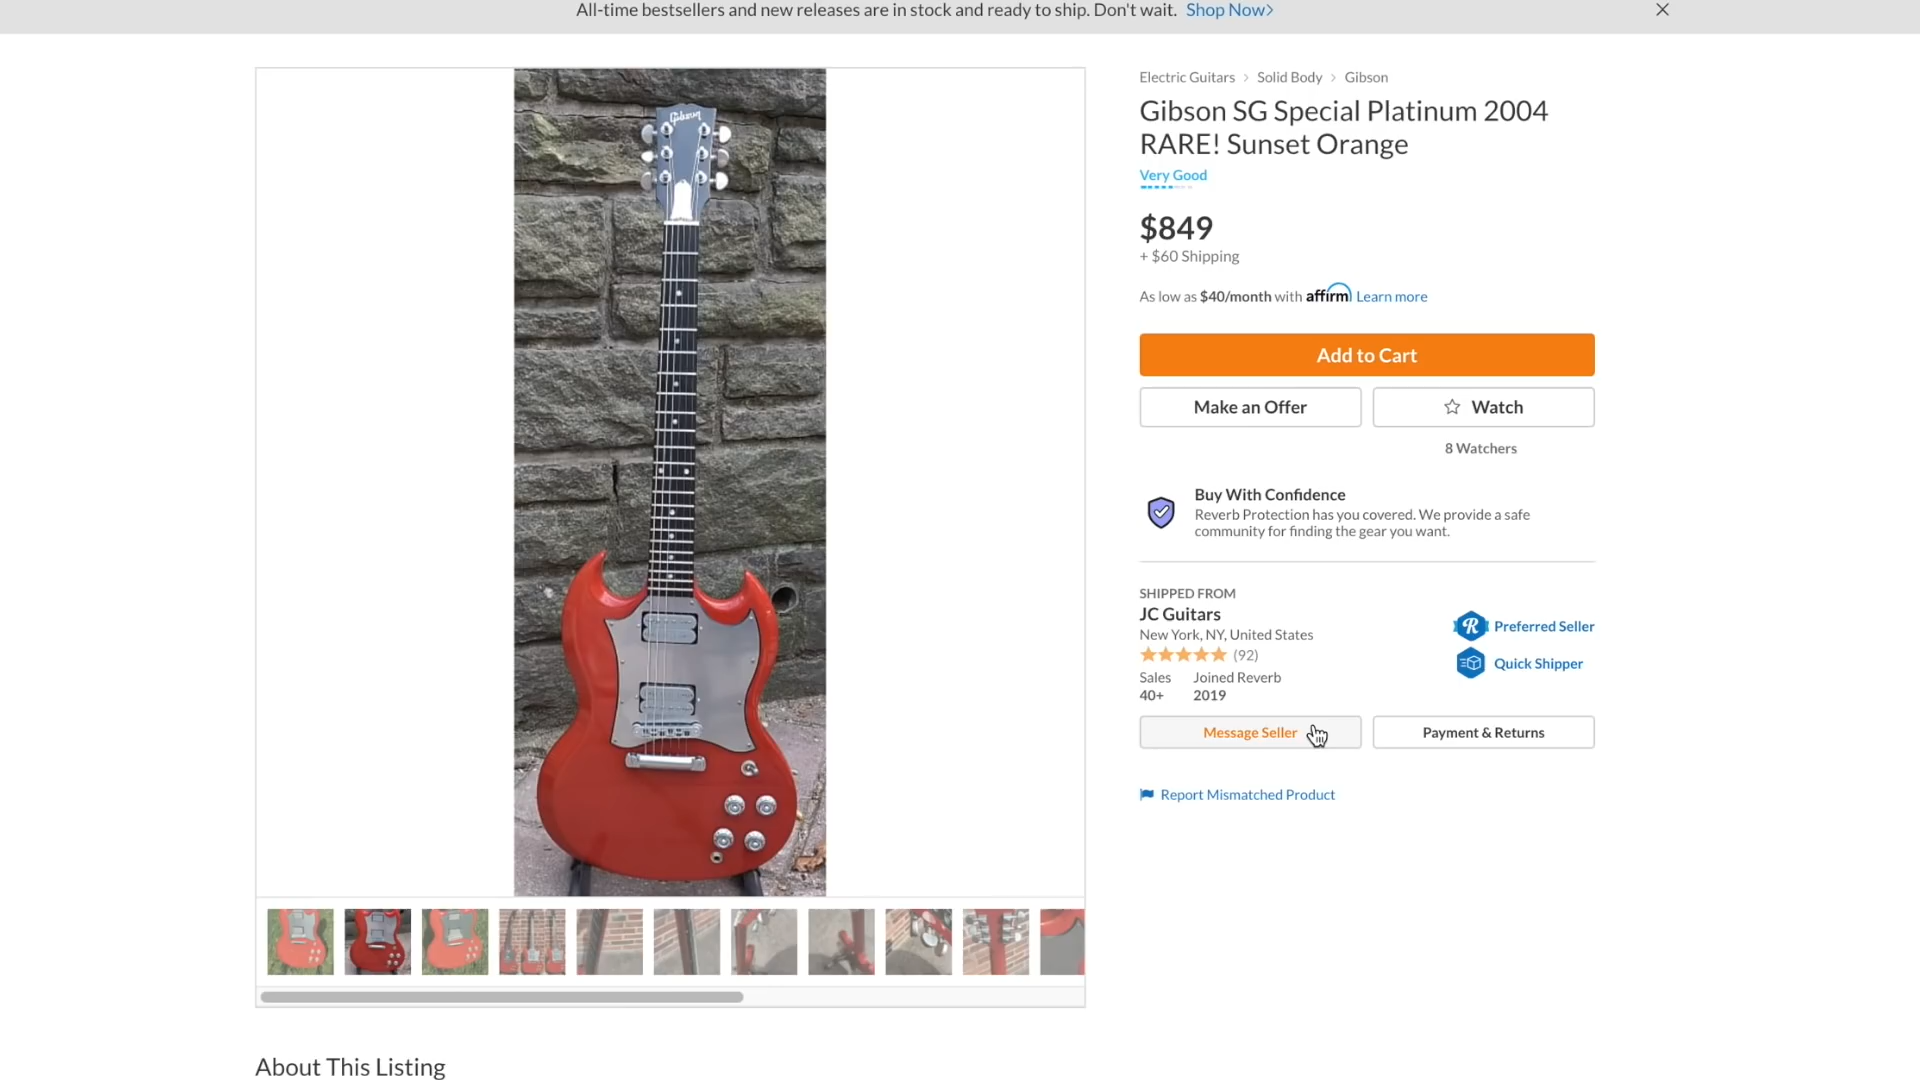 All-time bestsellers and new releases are in stock and ready to ship. Don't wait. Shop Now>
Electric Guitars > Solid Body > Gibson
Gibson SG Special Platinum 2004
RARE! Sunset Orange
Very Good
$849
+ $60 Shipping
As low as $40/month with affirm Learn more
Add to Cart
Make an Offer
Watch
8 Watchers
Buy With Confidence
Reverb Protection has you covered. We provide a safe
community for finding the gear you want.
SHIPPED FROM
JC Guitars
New York, NY, United States
(92)
Sales Joined Reverb
40+ 2019
R Preferred Seller
Quick Shipper
Message Seller
Payment & Returns
Report Mismatched Product
Gibson
About This Listing